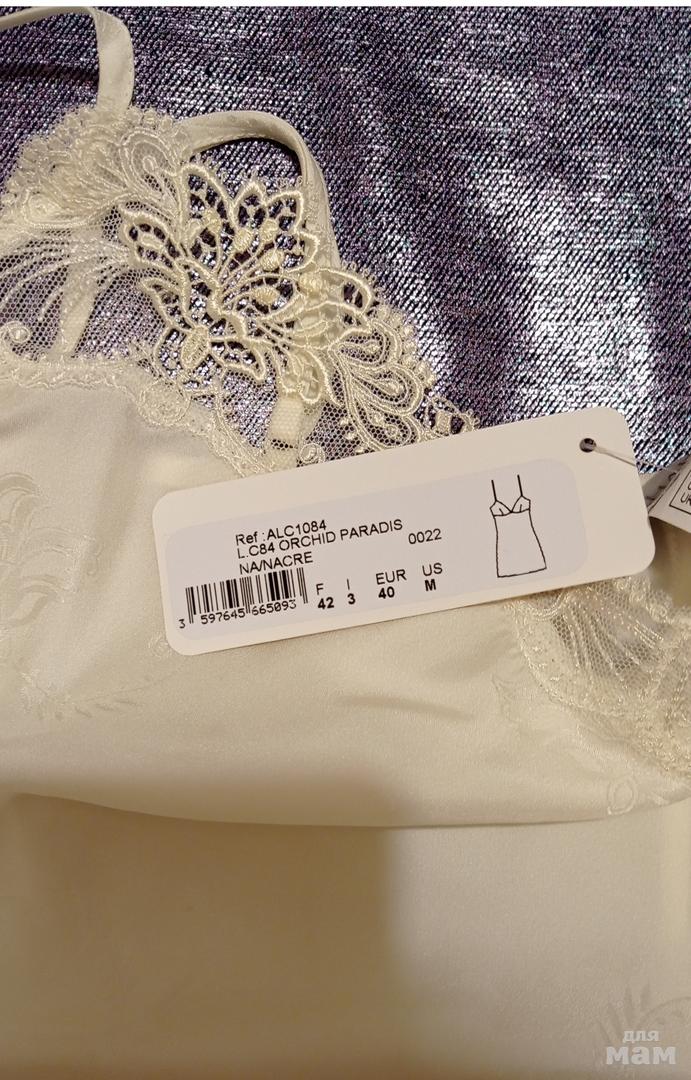 Ref :ALC1084
L.C84 ORCHID PARADIS 0022
NA/NACRE
F I EUR US
42 3 40 M
3 597645 665093
для
мам